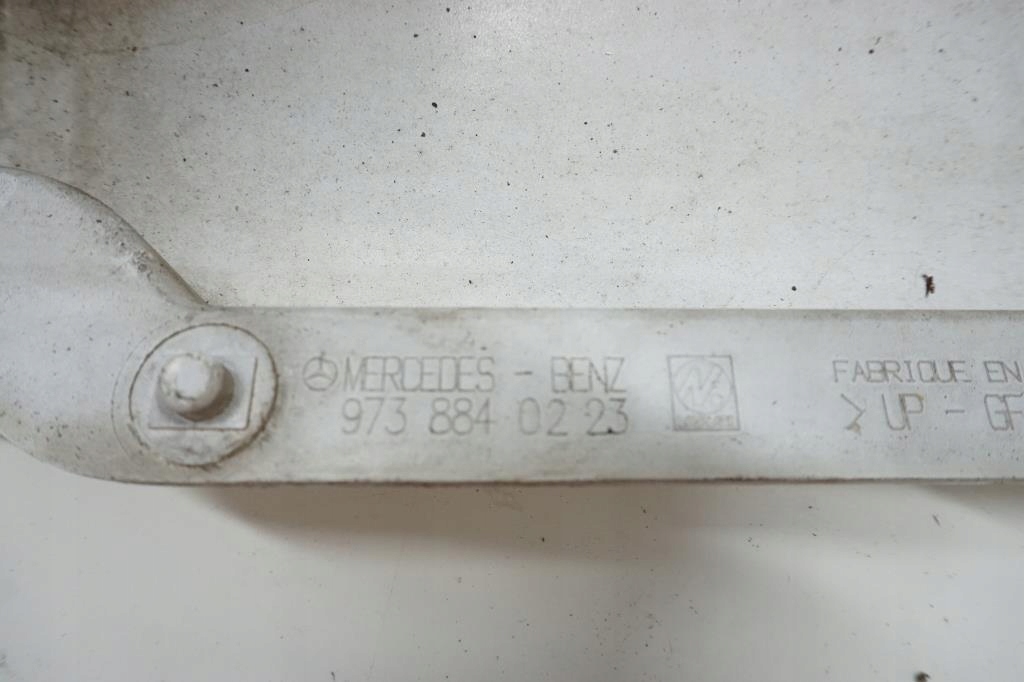 MERCEDES - BENZ
973 884 02 23
FABRIQUE EN
>UP - GF